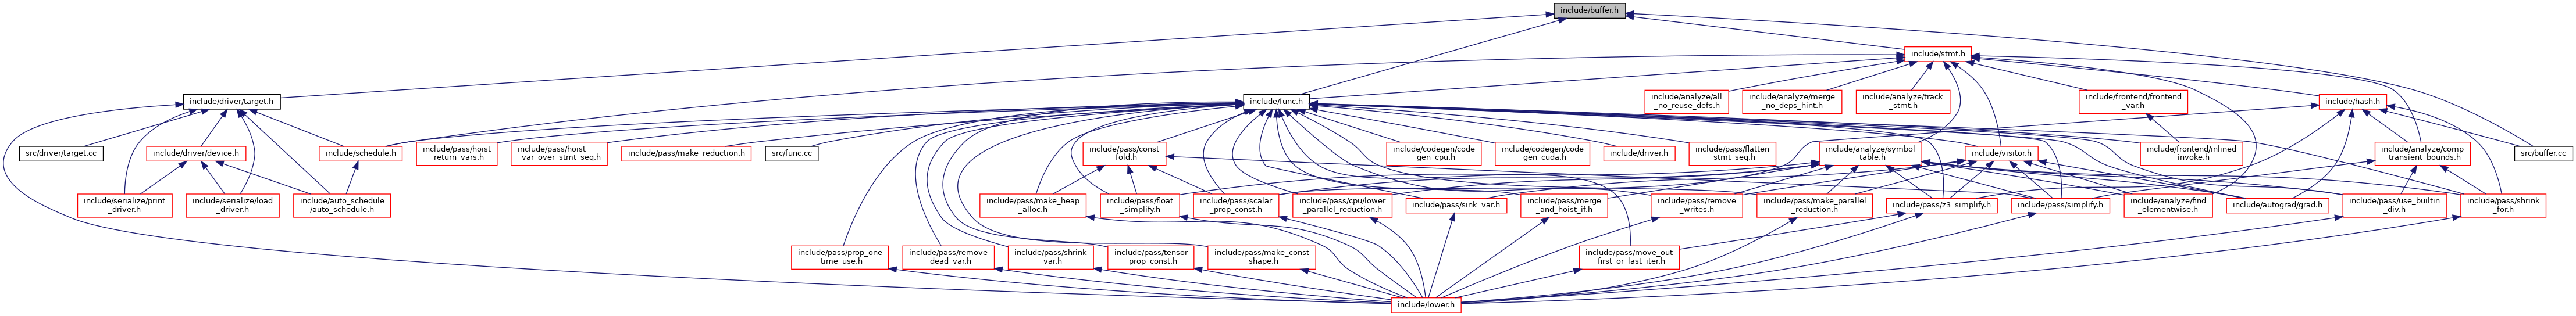 include/buffer.h
include/stmt.h
include/driver/target.h
include/func.h
include/analyze/all
_no_reuse_defs.h
include/analyze/merge
_no_deps_hint.h
include/analyze/track
_stmt.h
include/frontend/frontend
_var.h
include/hash.h
src/driver/target.cc
include/driver/device.h
include/schedule.h
include/pass/hoist
_return_vars.h
include/pass/hoist
_var_over_stmt_seq.h
include/pass/make_reduction.h
src/func.cc
include/pass/const
_fold.h
include/codegen/code
_gen_cpu.h
include/codegen/code
_gen_cuda.h
include/driver.h
include/pass/flatten
_stmt_seq.h
include/analyze/symbol
_table.h
include/visitor.h
include/frontend/inlined
_invoke.h
include/analyze/comp
_transient_bounds.h
src/buffer.cc
include/serialize/print
_driver.h
include/serialize/load
_driver.h
include/auto_schedule
/auto_schedule.h
include/pass/make_heap
_alloc.h
include/pass/float
_simplify.h
include/pass/scalar
_prop_const.h
include/pass/cpu/lower
_parallel_reduction.h
include/pass/sink_var.h
include/pass/merge
_and_hoist_if.h
include/pass/remove
_writes.h
include/pass/make_parallel
_reduction.h
include/pass/z3_simplify.h
include/pass/simplify.h
include/analyze/find
_elementwise.h
include/autograd/grad.h
include/pass/use_builtin
_div.h
include/pass/shrink
_for.h
include/pass/prop_one
_time_use.h
include/pass/remove
_dead_var.h
include/pass/shrink
_var.h
include/pass/tensor
_prop_const.h
include/pass/make_const
_shape.h
include/pass/move_out
_first_or_last_iter.h
include/lower.h